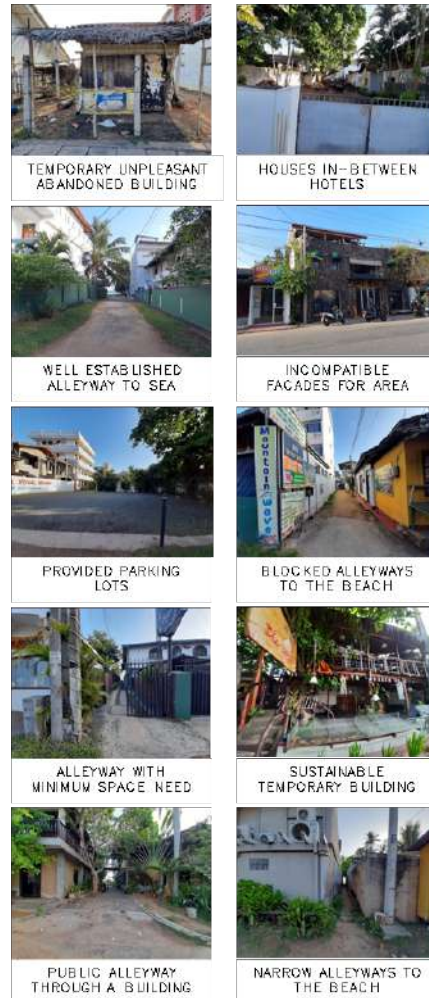 TEMPORARY UNPLEASANT
ABANDONED BUILDING
HOUSES IN-BETWEEN
HOTELS
WELL ESTABLISHED
ALLEYWAY TO SEA
INCOMPATIBLE
FACADES FOR AREA
PROVIDED PARKING
LOTS
Mountain Wave
BLOCKED ALLEYWAYS
TO THE BEACH
ALLEYWAY WITH
MINIMUM SPACE NEED
SUSTAINABLE
TEMPORARY BUILDING
PUBLIC ALLEYWAY
THROUGH A BUILDING
NARROW ALLEYWAYS TO
THE BEACH